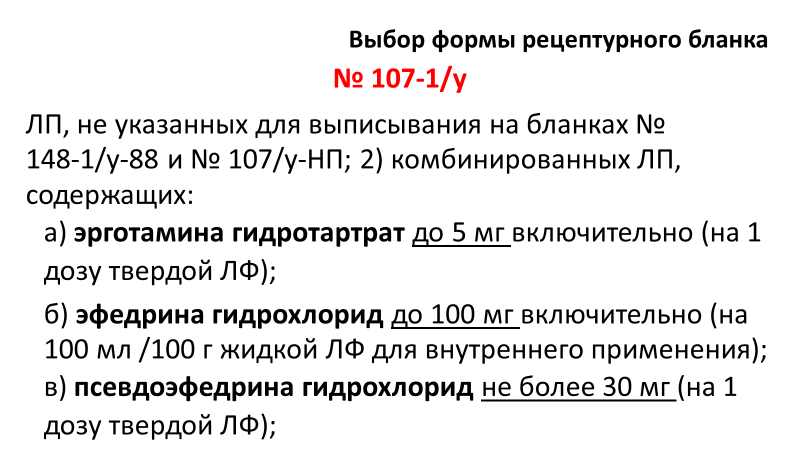 Выбор формы рецептурного бланка
№ 107-1/у
ЛП, не указанных для выписывания на бланках №
148-1/у-88 и № 107/у-НП; 2) комбинированных ЛП,
содержащих:
а) эрготамина гидротартрат до 5 мг включительно (на 1
дозу твердой ЛФ);
б) эфедрина гидрохлорид до 100 мг включительно (на
100 мл /100 г жидкой ЛФ для внутреннего применения);
в) псевдоэфедрина гидрохлорид не более 30 мг (на 1
дозу твердой ЛФ);